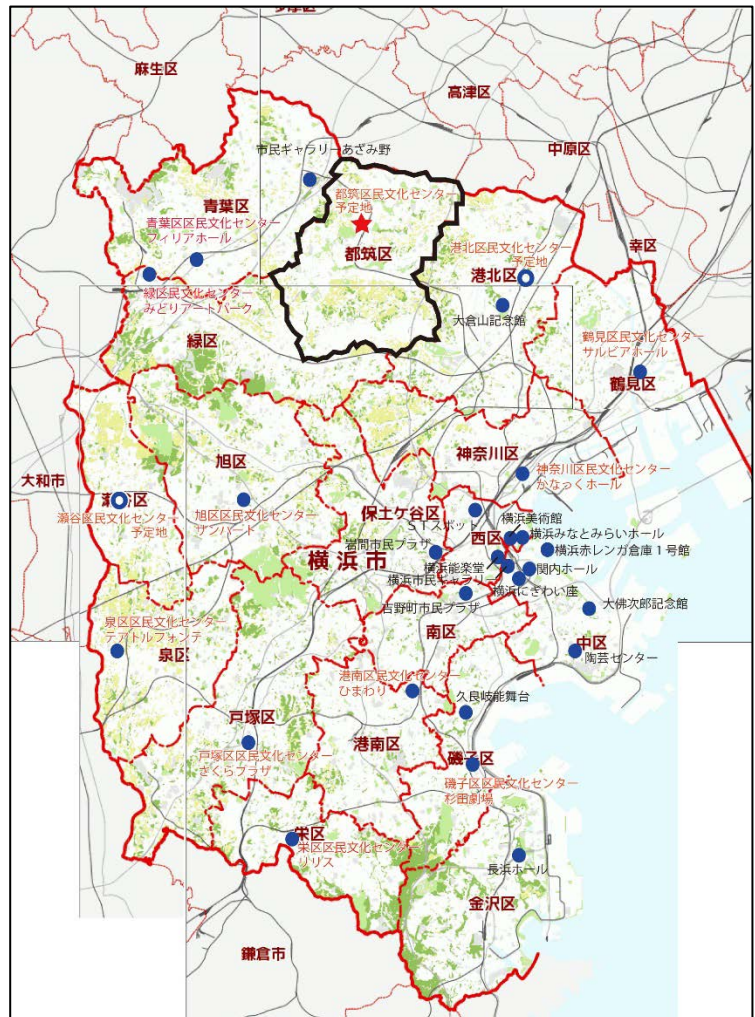 麻生区
高津区
中原区
市民ギャラリーあざみ野
都筑区民文化センター
予定地
青葉区
青葉区区民文化センター
フィリアホール
都筑区
港北区民文化センター
予定地
港北区
幸区
緑区民文化センター
みどりアートパーク
大倉山記念館
緑区
鶴見区民文化センター
サルビアホール
鶴見区
神奈川区
大和市
旭区
神奈川区民文化センター
かなっくホール
瀬谷区
瀬谷区民文化センター
予定地
旭区区民文化センター
サンハート
保土ケ谷区
STスポット
横浜美術館
西区
横浜みなとみらいホール
岩間市民プラザ
横浜市
横浜赤レンガ倉庫1号館
横浜能楽堂
関内ホール
横浜市民ギャラリー
横浜にぎわい座
吉野町市民プラザ
大佛次郎記念館
泉区区民文化センター
テアトルフォンテ
泉区
南区
中区
陶芸センター
港南区民文化センター
ひまわり
久良岐能舞台
戸塚区
港南区
戸塚区区民文化センター
さくらプラザ
磯子区
磯子区区民文化センター
杉田劇場
栄区
栄区区民文化センター
リリス
長浜ホール
金沢区
鎌倉市